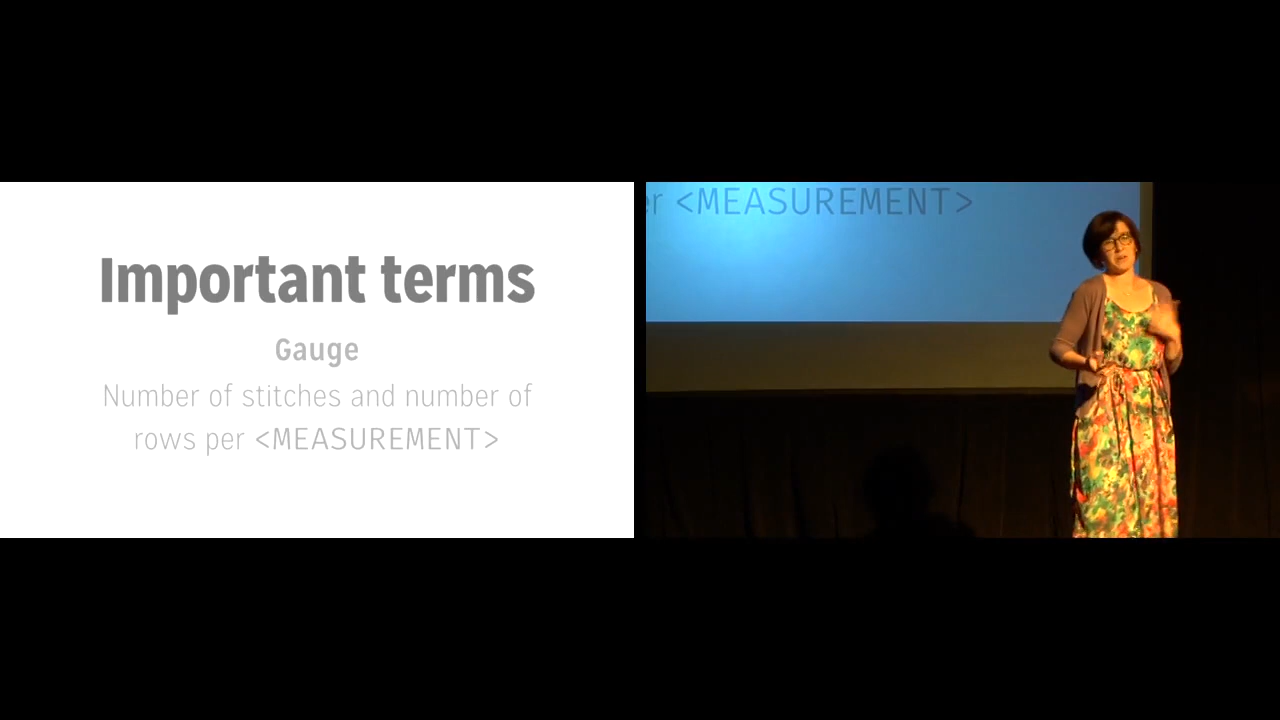 Important terms
Gauge
Number of stitches and number of
rows per <MEASUREMENT>
er <MEASUREMENT>